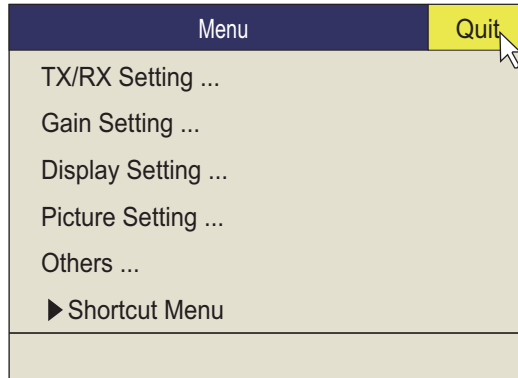 Menu
Quit
TX/RX Setting ...
Gain Setting ...
Display Setting ...
Picture Setting ...
Others ...
▶Shortcut Menu